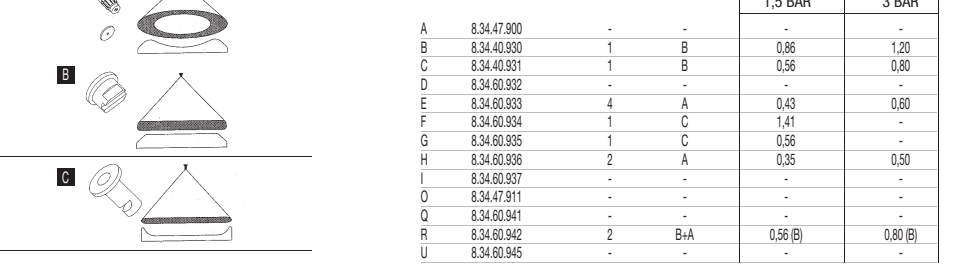 1,5 BAR 3 BAR
A 8.34.47.900 - - - -
B 8.34.40.930 1 B 0,86 1,20
C 8.34.40.931 1 B 0,56 0,80
D 8.34.60.932 - - - -
E 8.34.60.933 4 A 0,43 0,60
F 8.34.60.934 1 C 1,41 -
G 8.34.60.935 1 C 0,56 -
H 8.34.60.936 2 A 0,35 0,50
I 8.34.60.937 - - - -
O 8.34.47.911 - - - -
Q 8.34.60.941 - - - -
R 8.34.60.942 2 B+A 0,56 (B) 0,80 (B)
U 8.34.60.945 - - - -
B
C